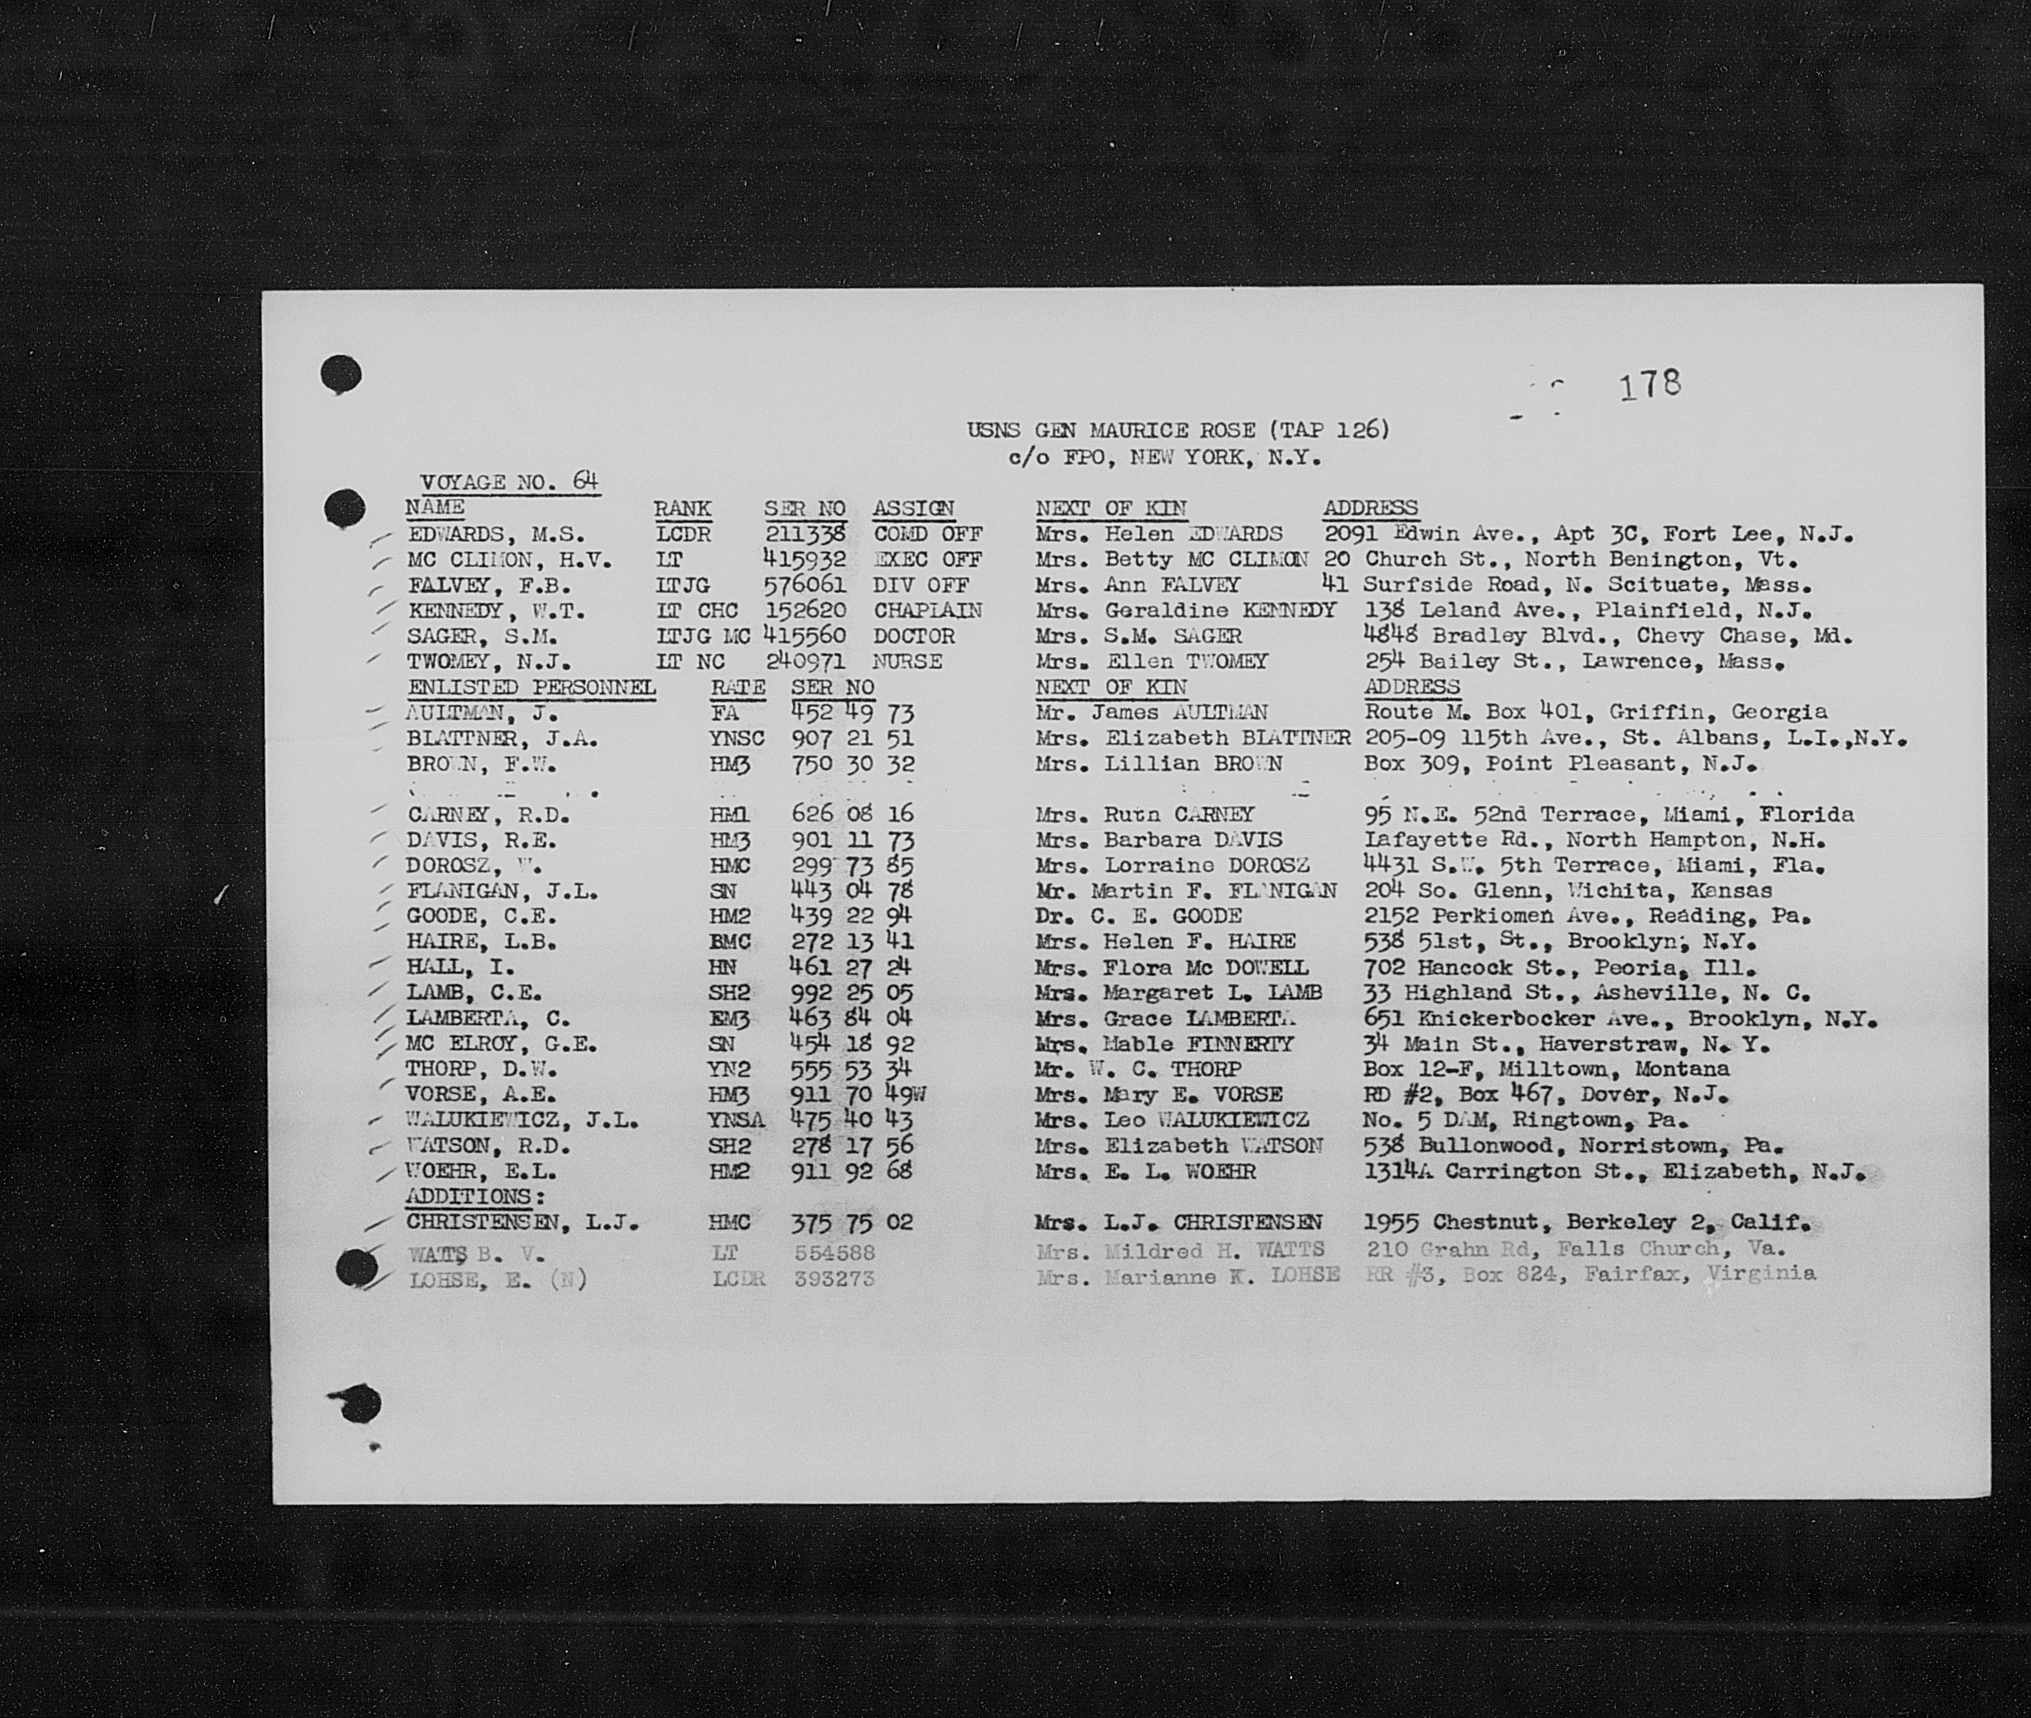 178
USNS GEN MAURICE ROSE (TAP 126)
c/o FPO, NEW YORK, N.Y.
VOYAGE NO. 64
NAME RANK SER NO ASSIGN NEXT OF KIN ADDRESS
EDWARDS, M.S. LCDR 211338 COMD OFF Mrs. Helen EDWARDS 2091 Edwin Ave., Apt 3C, Fort Lee, N.J.
MC CLIMON, H.V. LT 415932 EXEC OFF Mrs. Betty MC CLIMON 20 Church St., North Benington, Vt.
FALVEY, F.B. LTJG 576061 DIV OFF Mrs. Ann FALVEY 41 Surfside Road, N. Scituate, Mass.
KENNEDY, W.T. LT CHC 152620 CHAPLAIN Mrs. Geraldine KENNEDY 138 Leland Ave., Plainfield, N.J.
SAGER, S.M. LTJG MC 415560 DOCTOR Mrs. S.M. SAGER 4848 Bradley Blvd., Chevy Chase, Md.
TWOMEY, N.J. LT NC 240971 NURSE Mrs. Ellen TWOMEY 254 Bailey St., Lawrence, Mass.
ENLISTED PERSONNEL RATE SER NO NEXT OF KIN ADDRESS
AULTMAN, J. FA 452 49 73 Mr. James AULTMAN Route M. Box 401, Griffin, Georgia
BLATTNER, J.A. YNSC 907 21 51 Mrs. Elizabeth BLATTNER 205-09 115th Ave., St. Albans, L.I.,N.Y.
BROWN, F.W. HM3 750 30 32 Mrs. Lillian BROWN Box 309, Point Pleasant, N.J.
CARNEY, R.D. HM1 626 08 16 Mrs. Ruth CARNEY 95 N.E. 52nd Terrace, Miami, Florida
DAVIS, R.E. HM3 901 11 73 Mrs. Barbara DAVIS Lafayette Rd., North Hampton, N.H.
DOROSZ, W. HMC 299 73 85 Mrs. Lorraine DOROSZ 4431 S.W. 5th Terrace, Miami, Fla.
FLANIGAN, J.L. SN 443 04 78 Mr. Martin F. FLANIGAN 204 So. Glenn, Wichita, Kansas
GOODE, C.E. HM2 439 22 94 Dr. C. E. GOODE 2152 Perkiomen Ave., Reading, Pa.
HAIRE, L.B. BMC 272 13 41 Mrs. Helen F. HAIRE 538 51st, St., Brooklyn, N.Y.
HALL, I. HN 461 27 24 Mrs. Flora Mc DOWELL 702 Hancock St., Peoria, Ill.
LAMB, C.E. SH2 992 25 05 Mrs. Margaret L. LAMB 33 Highland St., Asheville, N. C.
LAMBERTA, C. EM3 463 84 04 Mrs. Grace LAMBERTA 651 Knickerbocker Ave., Brooklyn, N.Y.
MC ELROY, G.E. SN 454 18 92 Mrs. Mable FINNERTY 34 Main St., Haverstraw, N. Y.
THORP, D.W. YN2 555 53 34 Mr. W. C. THORP Box 12-F, Milltown, Montana
VORSE, A.E. HM3 911 70 49W Mrs. Mary E. VORSE RD #2, Box 467, Dover, N.J.
WALUKIEWICZ, J.L. YNSA 475 40 43 Mrs. Leo WALUKIEWICZ No. 5 DAM, Ringtown, Pa.
WATSON, R.D. SH2 278 17 56 Mrs. Elizabeth WATSON 538 Bullonwood, Norristown, Pa.
WOEHR, E.L. HM2 911 92 68 Mrs. E. L. WOEHR 1314A Carrington St., Elizabeth, N.J.
ADDITIONS:
CHRISTENSEN, L.J. HMC 375 75 02 Mrs. L.J. CHRISTENSEN 1955 Chestnut, Berkeley 2, Calif.
WATTS, B. V. LT 554588 Mrs. Mildred H. WATTS 210 Grahn Rd, Falls Church, Va.
LOHSE, E. (N) LCDR 393273 Mrs. Marianne K. LOHSE RR #3, Box 824, Fairfax, Virginia